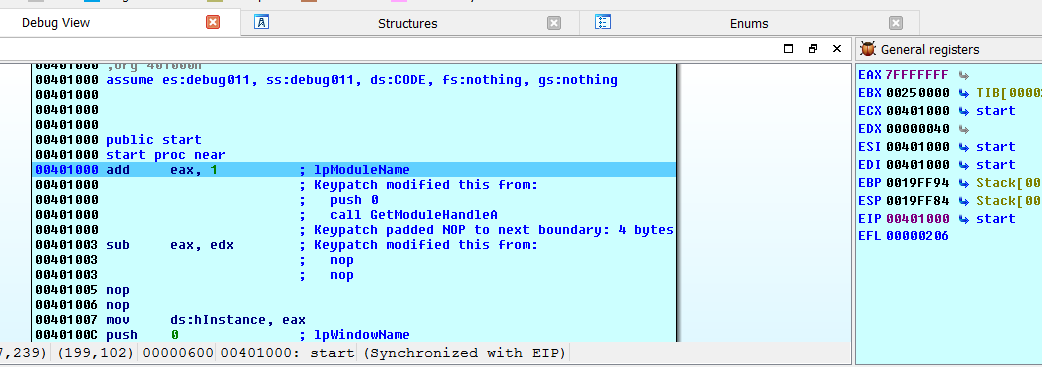 Debug View
Structures
Enums
General registers
00401000 ;org 401000h
00401000 assume es:debug011, ss:debug011, ds:CODE, fs:nothing, gs:nothing
00401000
00401000
00401000
00401000 public start
00401000 start proc near
00401000 add eax, 1 ; lpModuleName
00401000 ; Keypatch modified this from:
00401000 ; push 0
00401000 ; call GetModuleHandleA
00401000 ; Keypatch padded NOP to next boundary: 4 bytes
00401003 sub eax, edx ; Keypatch modified this from:
00401003 ; nop
00401003 ; nop
00401005 nop
00401006 nop
00401007 mov ds:hInstance, eax
0040100C push 0 ; lpWindowName
7,239) (199,102) 00000600 00401000: start (Synchronized with EIP)
EAX 7FFFFFFF
EBX 00250000 TIB[0000
ECX 00401000 start
EDX 00000040
ESI 00401000 start
EDI 00401000 start
EBP 0019FF94 Stack[00
ESP 0019FF84 Stack[00
EIP 00401000 start
EFL 00000206